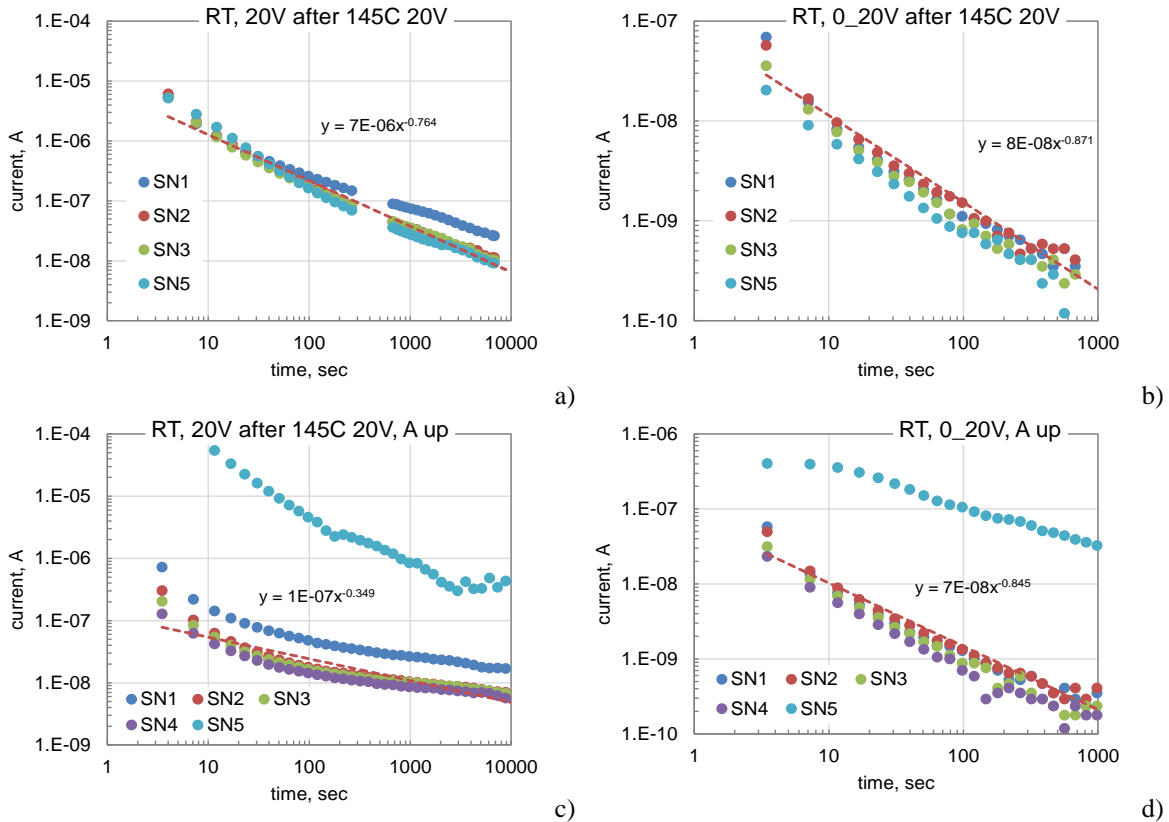 RT, 20V after 145C 20V
1.E-04
1.E-05
1.E-06
1.E-07
1.E-08
1.E-09
current, A
y = 7E-06x-0.764
SN1
SN2
SN3
SN5
1 10 100 1000 10000
time, sec
a)
RT, 0_20V after 145C 20V
1.E-07
1.E-08
1.E-09
1.E-10
current, A
y = 8E-08x-0.871
SN1
SN2
SN3
SN5
1 10 100 1000
time, sec
b)
RT, 20V after 145C 20V, A up
1.E-04
1.E-05
1.E-06
1.E-07
1.E-08
1.E-09
current, A
y = 1E-07x-0.349
SN1 SN2 SN3
SN4 SN5
1 10 100 1000 10000
time, sec
c)
RT, 0_20V, A up
1.E-06
1.E-07
1.E-08
1.E-09
1.E-10
current, A
y = 7E-08x-0.845
SN1 SN2 SN3
SN4 SN5
1 10 100 1000
time, sec
d)